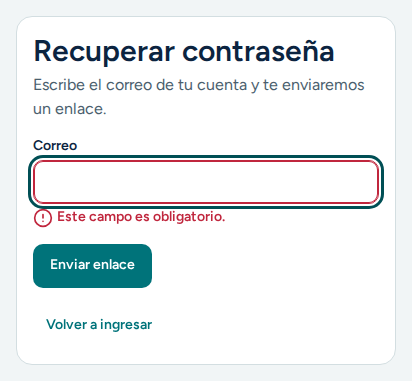 Recuperar contraseña
Escribe el correo de tu cuenta y te enviaremos
un enlace.
Correo
Este campo es obligatorio.
Enviar enlace
Volver a ingresar